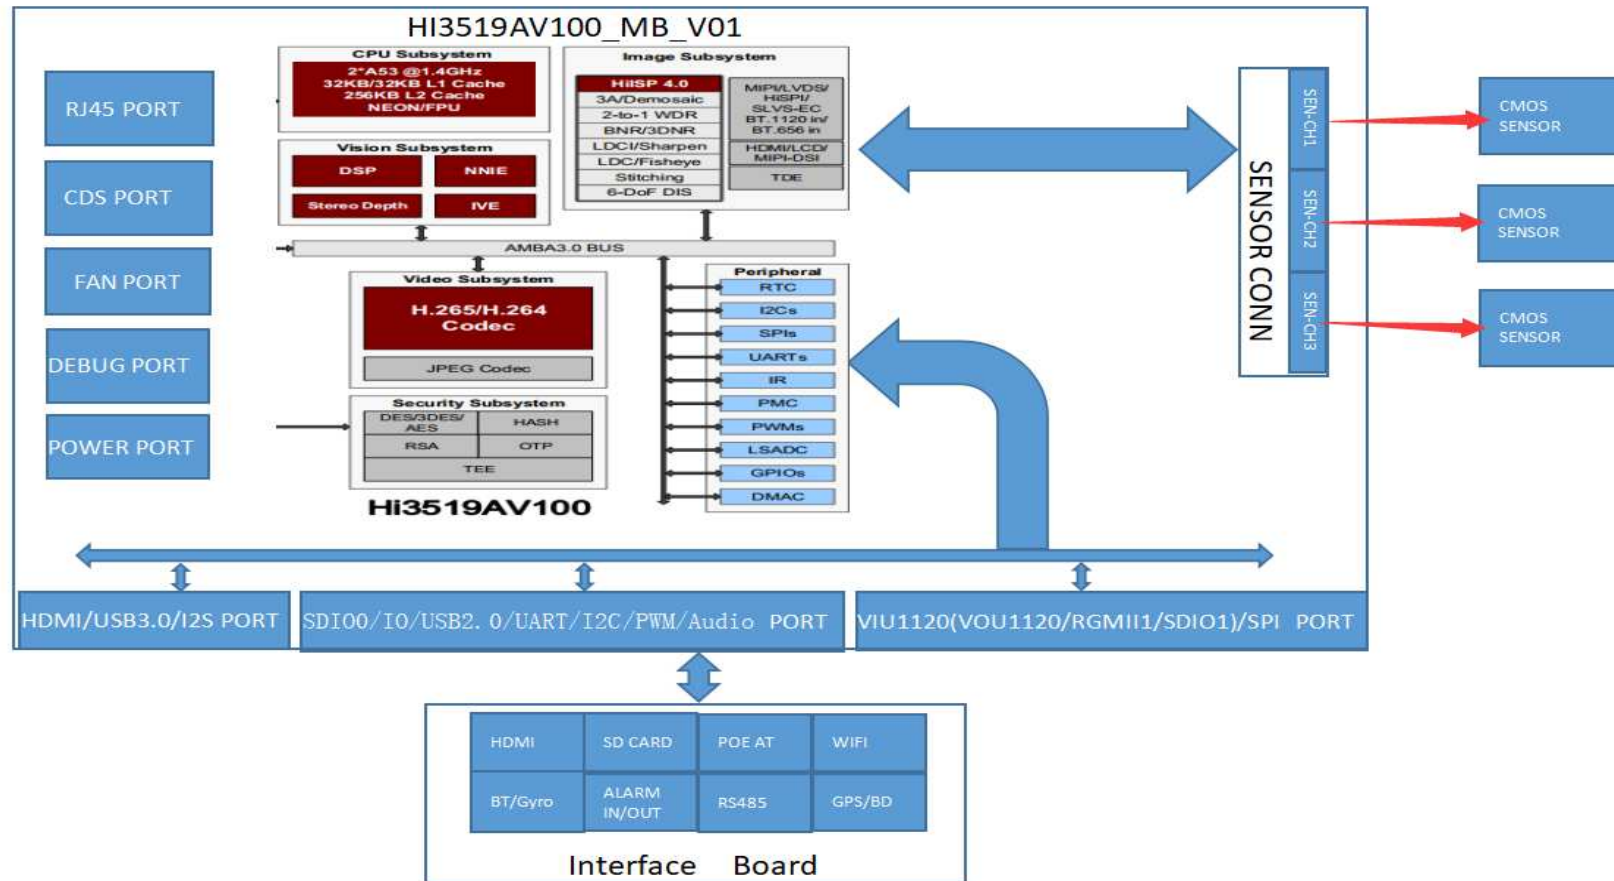 HI3519AV100_MB_V01
RJ45 PORT
CDS PORT
FAN PORT
DEBUG PORT
POWER PORT
CPU Subsystem
2*A53 @1.4GHz
32KB/32KB L1 Cache
256KB L2 Cache
NEON/FPU
Vision Subsystem
DSP
NNIE
Stereo Depth
IVE
Image Subsystem
HiISP 4.0
3A/Demosaic
2-to-1 WDR
BNR/3DNR
LDCI/Sharpen
LDC/Fisheye
Stitching
6-DoF DIS
MIPI/LVDS/
HiSPI/
SLVS-EC
BT.1120 in/
BT.656 in
HDMI/LCD/
MIPI-DSI
TDE
AMBA3.0 BUS
Video Subsystem
H.265/H.264
Codec
JPEG Codec
Security Subsystem
DES/3DES/
AES
HASH
RSA
OTP
TEE
Hi3519AV100
Peripheral
RTC
I2Cs
SPIs
UARTs
IR
PMC
PWMs
LSADC
GPIOs
DMAC
SENSOR CONN
SEN-CH1
SEN-CH2
SEN-CH3
CMOS
SENSOR
CMOS
SENSOR
CMOS
SENSOR
HDMI/USB3.0/I2S PORT
SDIO0/IO/USB2.0/UART/I2C/PWM/Audio PORT
VIU1120(VOU1120/RGMII1/SDIO1)/SPI PORT
HDMI
SD CARD
POE AT
WIFI
BT/Gyro
ALARM
IN/OUT
RS485
GPS/BD
Interface Board